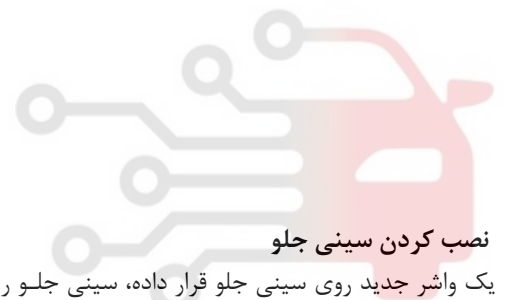 نصب کردن سینی جلو
یک واشر جدید روی سینی جلو قرار داده، سینی جلـو ر